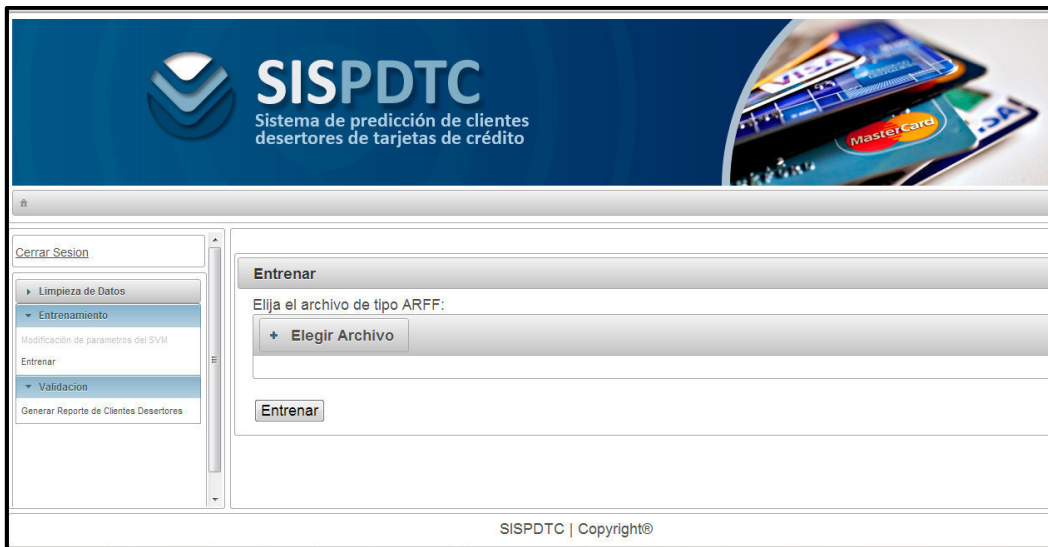 SISPDTC
Sistema de predicción de clientes
desertores de tarjetas de crédito
VISA
MasterCard
Cerrar Sesion
Limpieza de Datos
Entrenamiento
Modificación de parametros del SVM
Entrenar
Validacion
Generar Reporte de Clientes Desertores
Entrenar
Elija el archivo de tipo ARFF:
+ Elegir Archivo
Entrenar
SISPDTC | Copyright®